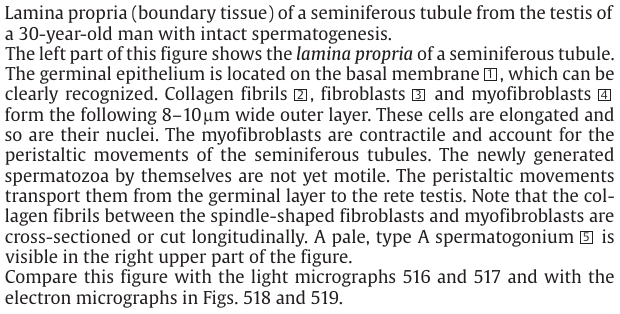 Lamina propria (boundary tissue) of a seminiferous tubule from the testis of
a 30-year-old man with intact spermatogenesis.
The left part of this figure shows the lamina propria of a seminiferous tubule.
The germinal epithelium is located on the basal membrane 1, which can be
clearly recognized. Collagen fibrils 2, fibroblasts 3 and myofibroblasts 4
form the following 8–10 µm wide outer layer. These cells are elongated and
so are their nuclei. The myofibroblasts are contractile and account for the
peristaltic movements of the seminiferous tubules. The newly generated
spermatozoa by themselves are not yet motile. The peristaltic movements
transport them from the germinal layer to the rete testis. Note that the col-
lagen fibrils between the spindle-shaped fibroblasts and myofibroblasts are
cross-sectioned or cut longitudinally. A pale, type A spermatogonium 5 is
visible in the right upper part of the figure.
Compare this figure with the light micrographs 516 and 517 and with the
electron micrographs in Figs. 518 and 519.